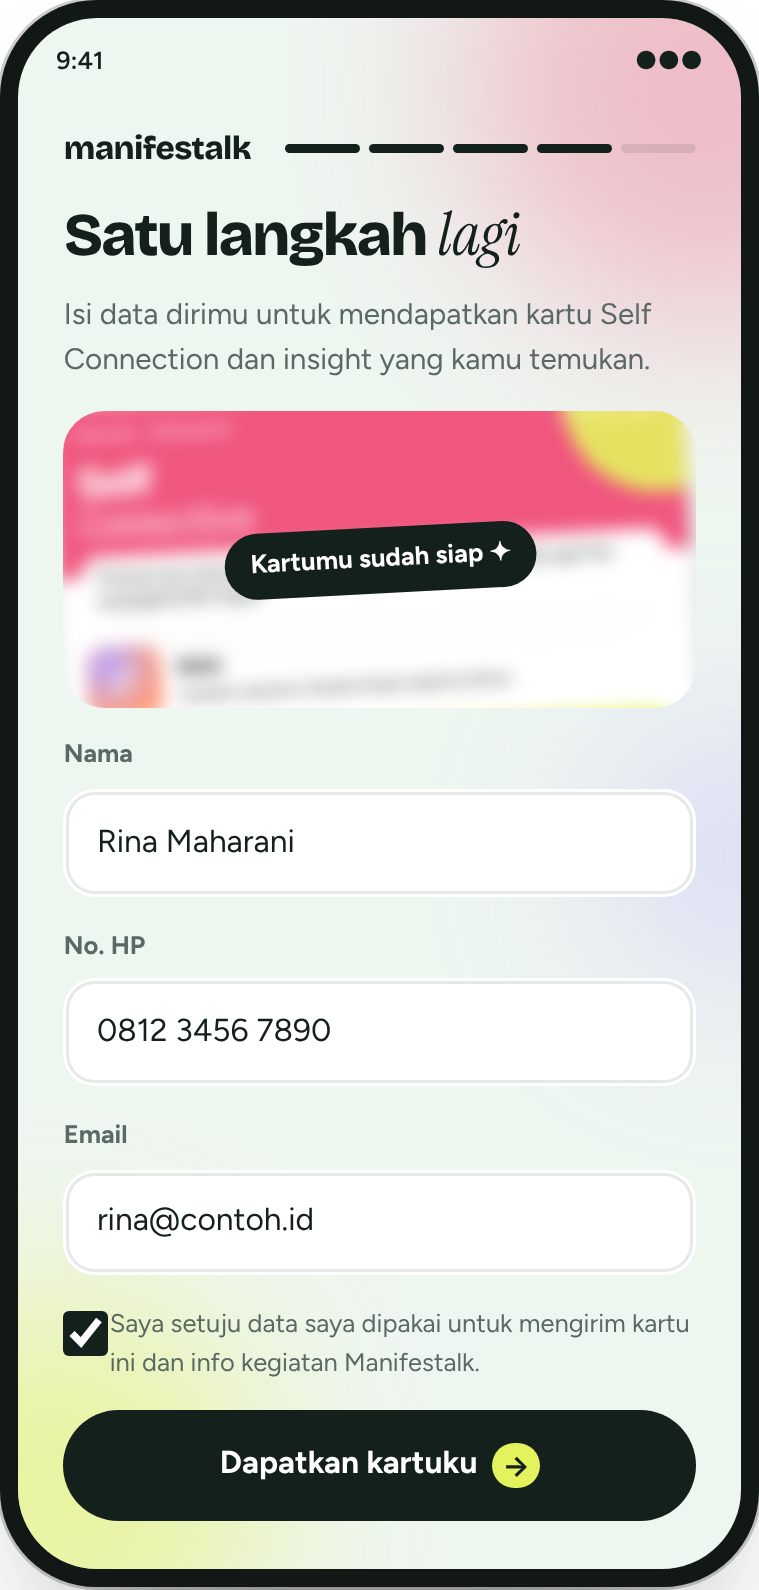 9:41
manifestalk
Satu langkah lagi
Isi data dirimu untuk mendapatkan kartu Self
Connection dan insight yang kamu temukan.
Self
Connection
Kartumu sudah siap ✦
Nama
Rina Maharani
No. HP
0812 3456 7890
Email
rina@contoh.id
Saya setuju data saya dipakai untuk mengirim kartu
ini dan info kegiatan Manifestalk.
Dapatkan kartuku →